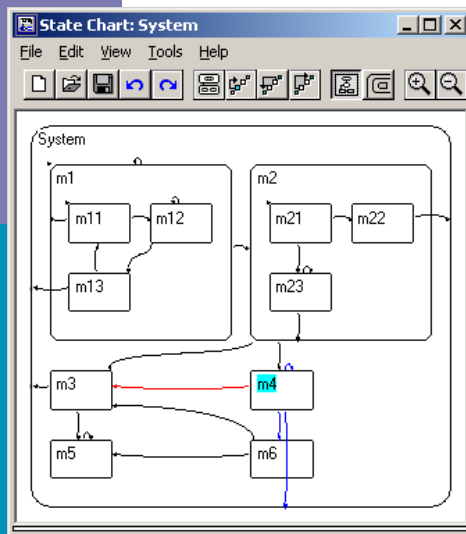 State Chart: System
File Edit View Tools Help
System
m1
m2
m11
m12
m21
m22
m13
m23
m3
m4
m5
m6